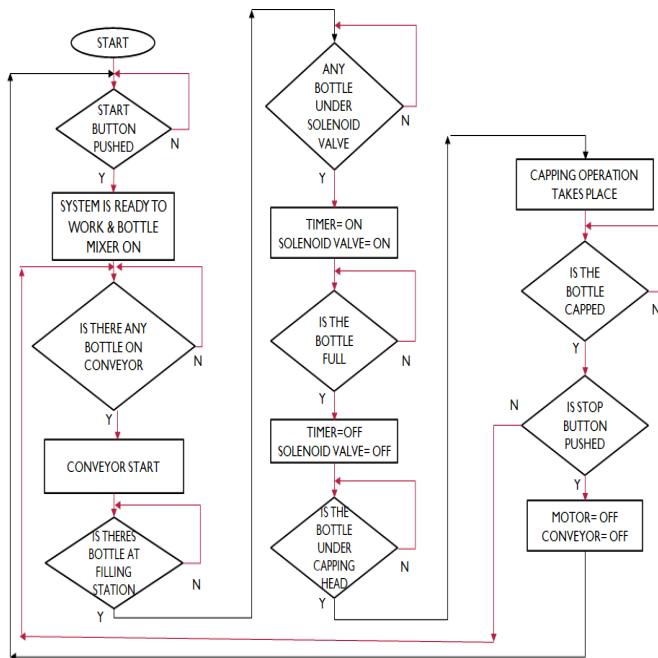 START
START
BUTTON
PUSHED
N
Y
SYSTEM IS READY TO
WORK & BOTTLE
MIXER ON
IS THERE ANY
BOTTLE ON
CONVEYOR
N
Y
CONVEYOR START
IS THERES
BOTTLE AT
FILLING
STATION
N
Y
ANY
BOTTLE
UNDER
SOLENOID
VALVE
N
Y
TIMER= ON
SOLENOID VALVE= ON
IS THE
BOTTLE
FULL
N
Y
TIMER=OFF
SOLENOID VALVE= OFF
IS THE
BOTTLE
UNDER
CAPPING
HEAD
N
Y
CAPPING OPERATION
TAKES PLACE
IS THE
BOTTLE
CAPPED
N
Y
IS STOP
BUTTON
PUSHED
N
Y
MOTOR= OFF
CONVEYOR= OFF